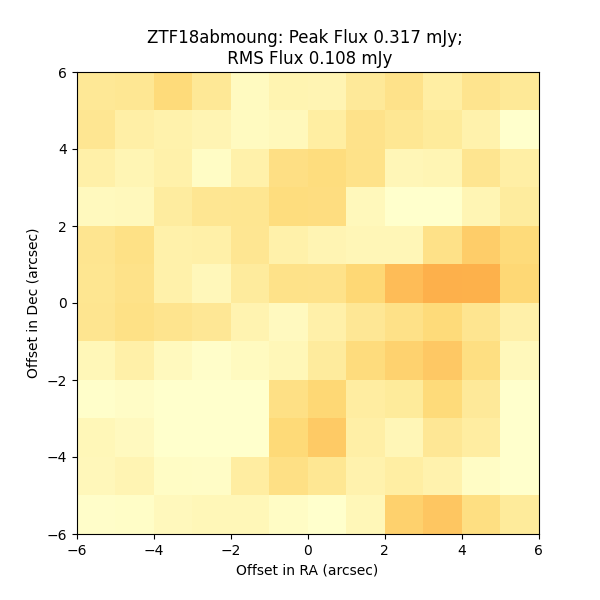 ZTF18abmoung: Peak Flux 0.317 mJy;
RMS Flux 0.108 mJy
6
4
2
0
−2
−4
−6
Offset in Dec (arcsec)
−6 −4 −2 0 2 4 6
Offset in RA (arcsec)